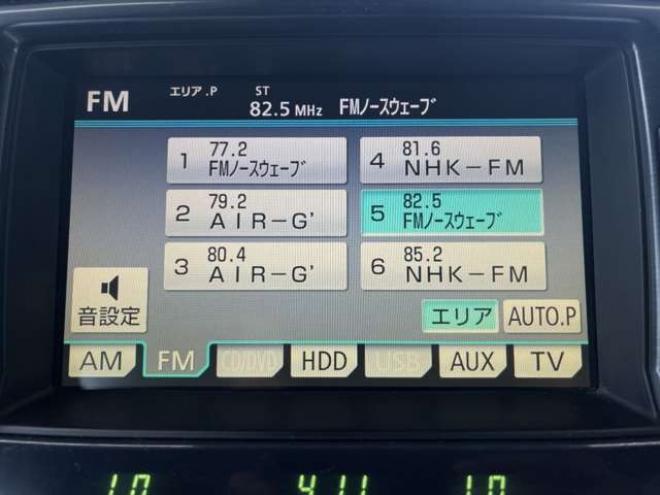 FM エリア.P ST
82.5 MHz FMノースウェーブ
1 77.2 FMノースウェーブ
2 79.2 AIR-G'
3 80.4 AIR-G'
4 81.6 NHK-FM
5 82.5 FMノースウェーブ
6 85.2 NHK-FM
音設定
エリア AUTO.P
AM FM CD/DVD HDD USB AUX TV